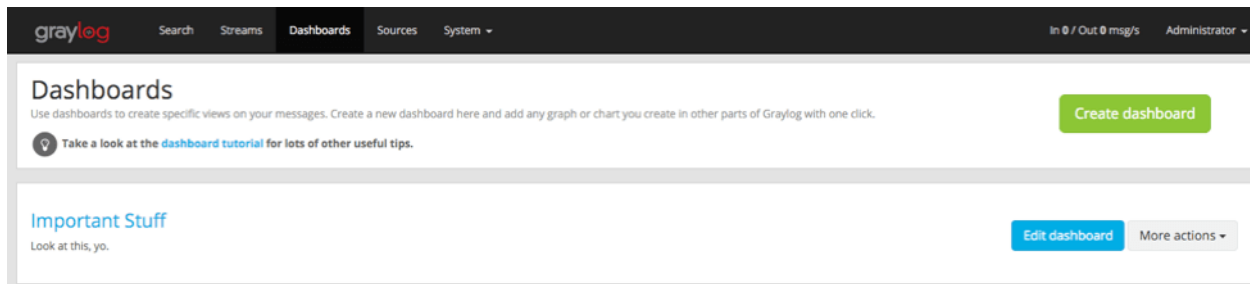 graylog Search Streams Dashboards Sources System In 0 / Out 0 msg/s Administrator
Dashboards
Use dashboards to create specific views on your messages. Create a new dashboard here and add any graph or chart you create in other parts of Graylog with one click.
Create dashboard
Take a look at the dashboard tutorial for lots of other useful tips.
Important Stuff
Look at this, yo.
Edit dashboard More actions